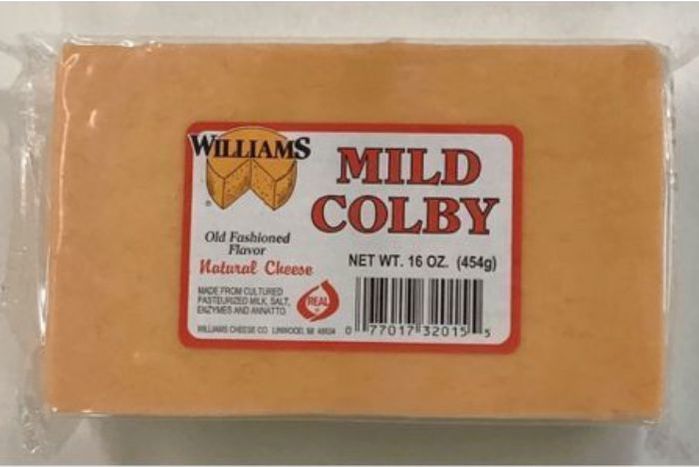 WILLIAMS
®
MILD
COLBY
Old Fashioned
Flavor
Natural Cheese
NET WT. 16 OZ. (454g)
MADE FROM CULTURED
PASTEURIZED MILK, SALT,
ENZYMES AND ANNATTO
REAL
WILLIAMS CHEESE CO. LINWOOD, MI 48634
0 77017 32015 5